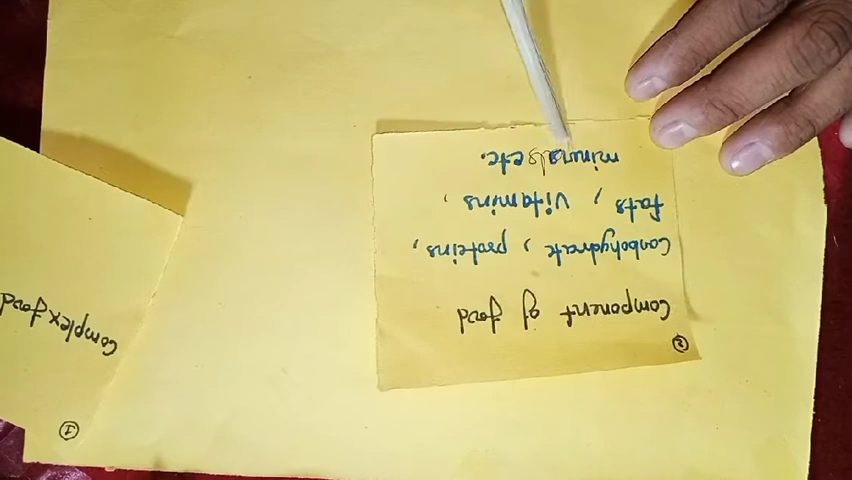 ①
Complex food
②
Component of food
Carbohydrate, proteins,
fats, vitamins,
minerals etc.